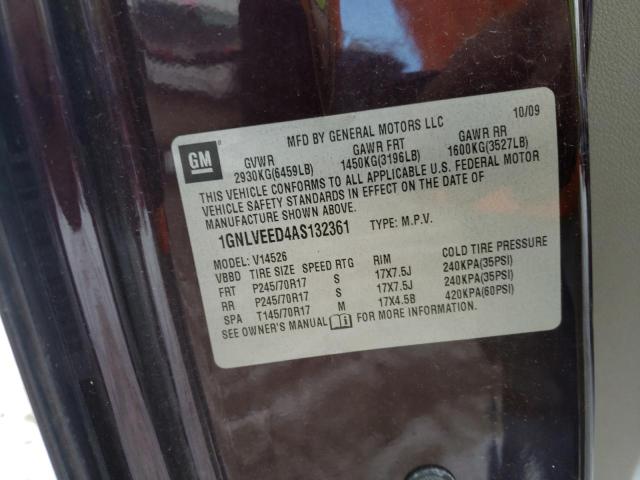 10/09
MFD BY GENERAL MOTORS LLC
GM
GVWR GAWR FRT GAWR RR
2930KG(6459LB) 1450KG(3196LB) 1600KG(3527LB)
THIS VEHICLE CONFORMS TO ALL APPLICABLE U.S. FEDERAL MOTOR
VEHICLE SAFETY STANDARDS IN EFFECT ON THE DATE OF
MANUFACTURE SHOWN ABOVE.
1GNLVEED4AS132361 TYPE: M.P.V.
MODEL: V14526
VBBD TIRE SIZE SPEED RTG RIM COLD TIRE PRESSURE
FRT P245/70R17 S 17X7.5J 240KPA(35PSI)
RR P245/70R17 S 17X7.5J 240KPA(35PSI)
SPA T145/70R17 M 17X4.5B 420KPA(60PSI)
SEE OWNER'S MANUAL i FOR MORE INFORMATION.